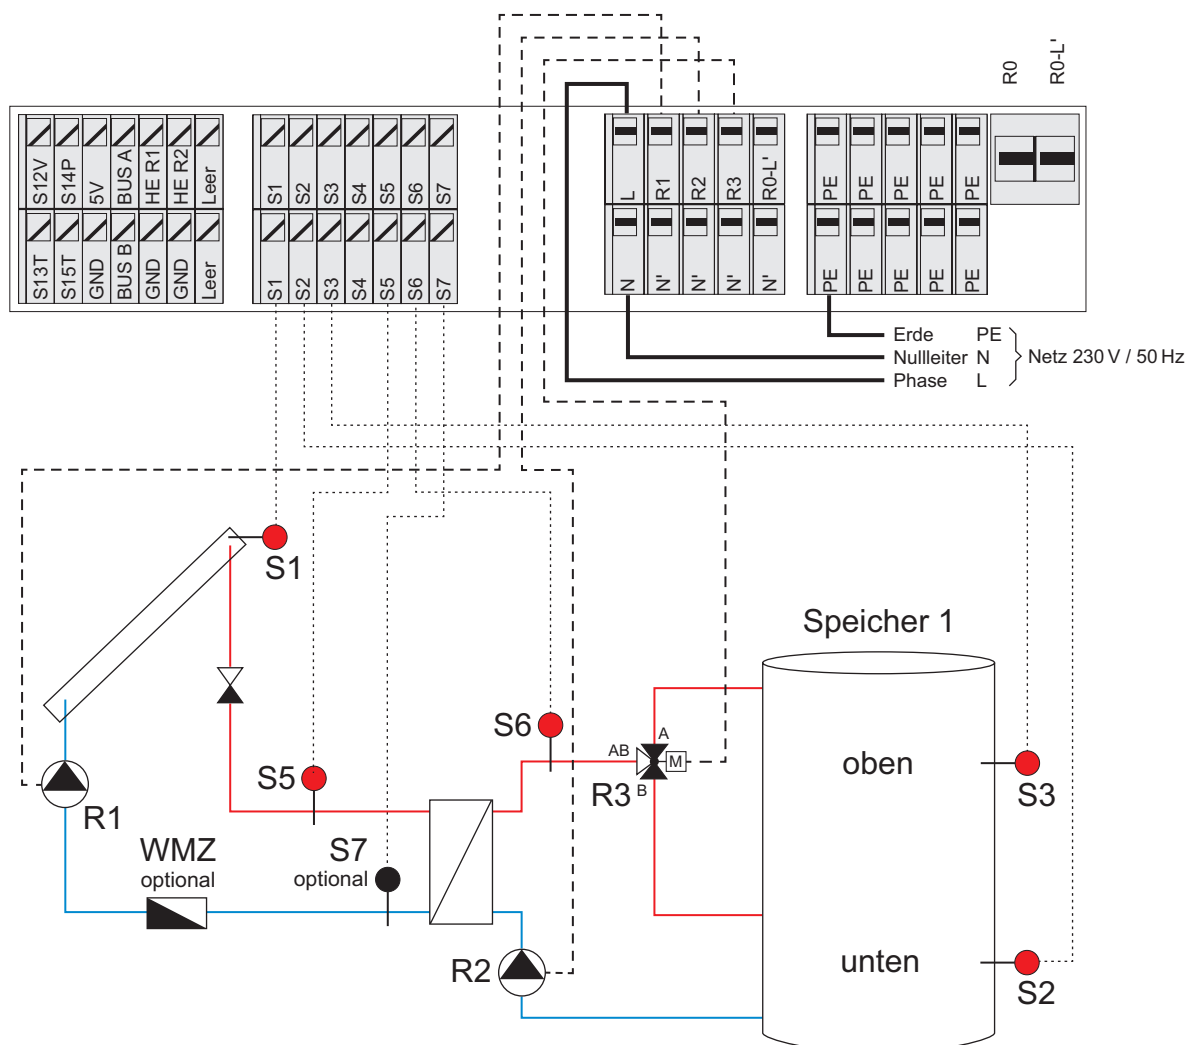 R0
R0-L'
S12V
S14P
5V
BUS A
HE R1
HE R2
Leer
S1
S2
S3
S4
S5
S6
S7
L
R1
R2
R3
R0-L'
PE
PE
PE
PE
PE
S13T
S15T
GND
BUS B
GND
GND
Leer
S1
S2
S3
S4
S5
S6
S7
N
N'
N'
N'
N'
PE
PE
PE
PE
PE
Erde PE
Nullleiter N
Phase L
Netz 230 V / 50 Hz
S1
Speicher 1
S6
AB
A
M
B
R3
oben
S3
S5
R1
WMZ
optional
S7
optional
R2
unten
S2